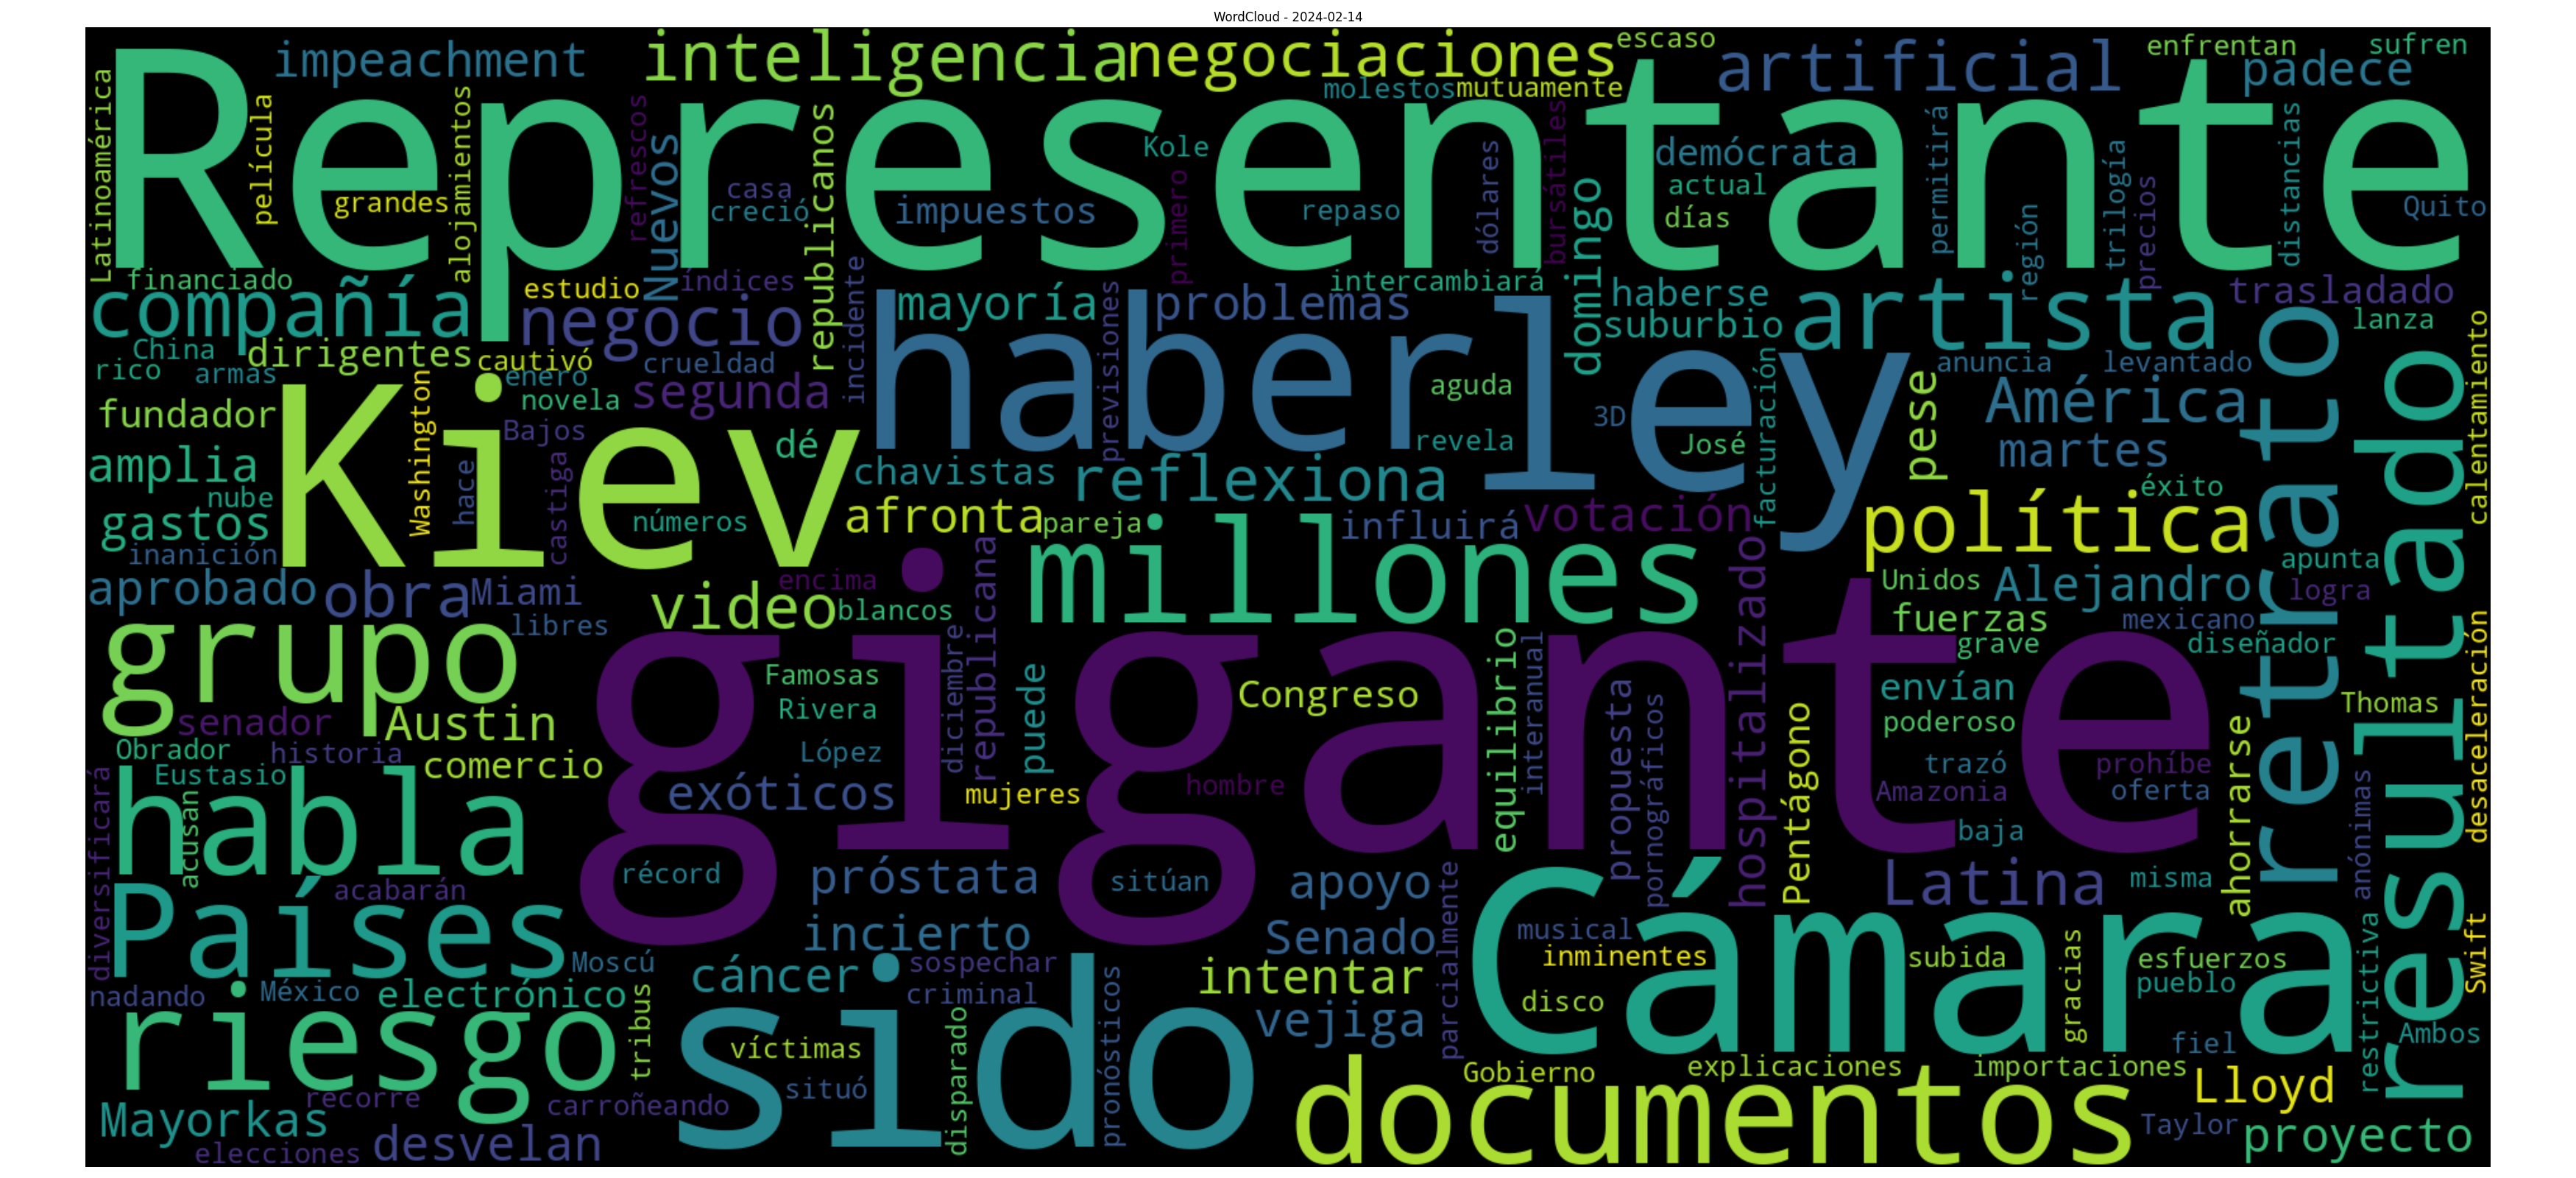 WordCloud - 2024-02-14
Representante
impeachment
inteligencia
negociaciones
escaso
artificial
enfrentan
sufren
padece
molestos
mutuamente
Latinoamérica
película
grandes
alojamientos
refrescos
Nuevos
casa
creció
republicanos
impuestos
Kole
primero
repaso
dólares
bursátiles
demócrata
actual
días
domingo
permitirá
región
trilogía
precios
distancias
Quito
financiado
compañía
estudio
índices
negocio
incidente
mayoría
problemas
intercambiará
haberse
suburbio
artista
trasladado
lanza
China
dirigentes
cautivó
crueldad
rico
armas
enero
novela
segunda
haber
ley
previsiones
aguda
revela
3D
José
facturación
anuncia
levantado
pese
América
martes
retrato
resultado
calentamiento
fundador
Kiev
Washington
Bajos
hace
castiga
dé
amplia
nube
gastos
números
chavistas
reflexiona
afronta
pareja
influirá
votación
política
éxito
inanición
aprobado
obra
Miami
libres
video
encima
blancos
millones
hospitalizado
Unidos
Alejandro
apunta
logra
fuerzas
mexicano
grave
diseñador
grupo
gigante
senador
Austin
Famosas
Rivera
López
diciembre
republicana
puede
Congreso
equilibrio
interanual
propuesta
pornográficos
Pentágono
envían
poderoso
Thomas
desaceleración
Obrador
historia
Eustasio
comercio
exóticos
mujeres
hombre
trazó
prohíbe
Amazonia
oferta
baja
ahorrarse
anónimas
diversificará
habla
acusan
récord
próstata
sitúan
apoyo
Latina
misma
acabarán
Países
incierto
Senado
parcialmente
Cámara
musical
inminentes
subida
gracias
esfuerzos
pueblo
restrictiva
Swift
Moscú
cáncer
sospechar
criminal
intentar
disco
nadando
México
electrónico
riesgo
tribus
sido
víctimas
situó
disparado
pronósticos
vejiga
Gobierno
explicaciones
importaciones
fiel
Ambos
documentos
Lloyd
Mayorkas
recorre
carroñeando
elecciones
desvelan
Taylor
proyecto